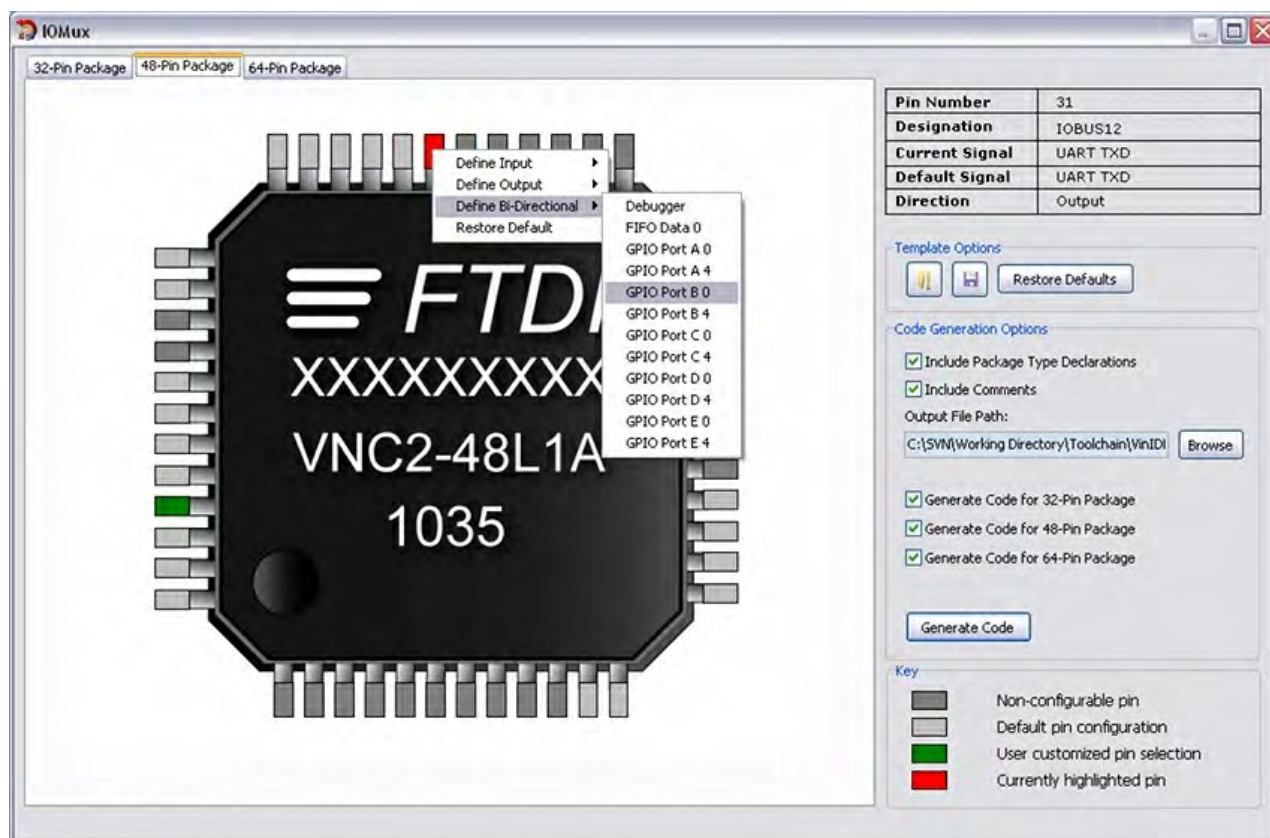 IOMux
32-Pin Package 48-Pin Package 64-Pin Package
Define Input
Define Output
Define Bi-Directional
Restore Default
Debugger
FIFO Data 0
GPIO Port A 0
GPIO Port A 4
GPIO Port B 0
GPIO Port B 4
GPIO Port C 0
GPIO Port C 4
GPIO Port D 0
GPIO Port D 4
GPIO Port E 0
GPIO Port E 4
FTDI
XXXXXXXXX
VNC2-48L1A
1035
Pin Number 31
Designation IOBUS12
Current Signal UART TXD
Default Signal UART TXD
Direction Output
Template Options
Restore Defaults
Code Generation Options
Include Package Type Declarations
Include Comments
Output File Path:
C:\SVN\Working Directory\Toolchain\VinIDI Browse
Generate Code for 32-Pin Package
Generate Code for 48-Pin Package
Generate Code for 64-Pin Package
Generate Code
Key
Non-configurable pin
Default pin configuration
User customized pin selection
Currently highlighted pin